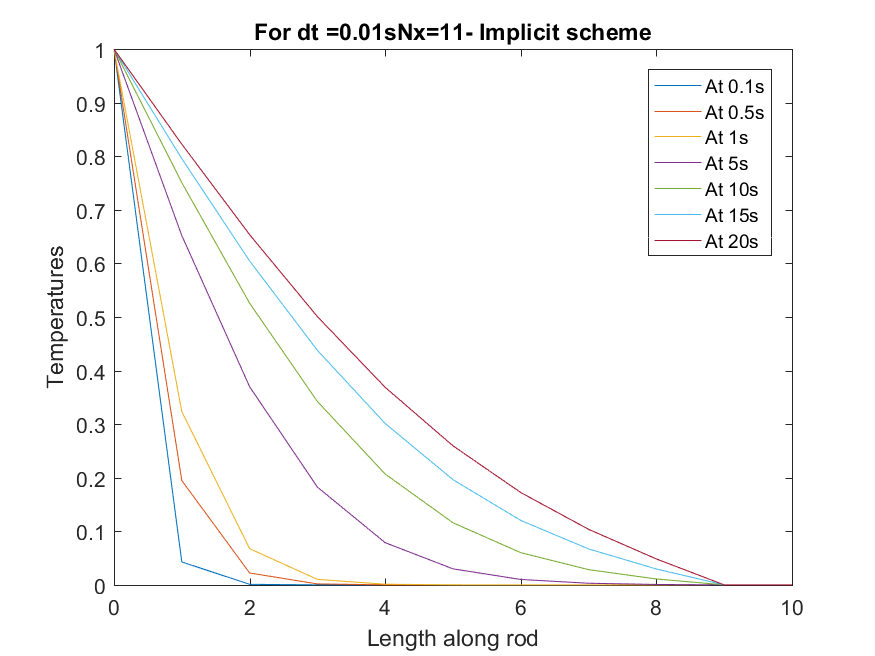 For dt =0.01sNx=11- Implicit scheme
1
0.9
0.8
0.7
0.6
0.5
0.4
0.3
0.2
0.1
0
Temperatures
At 0.1s
At 0.5s
At 1s
At 5s
At 10s
At 15s
At 20s
0 2 4 6 8 10
Length along rod